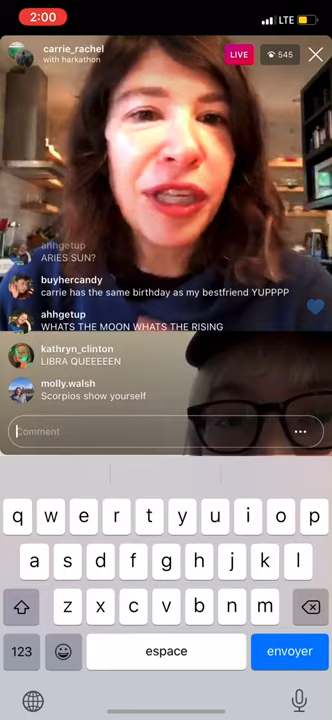 2:00
LTE
carrie_rachel
with harkathon
LIVE
545
anhgetup
ARIES SUN?
buyhercandy
carrie has the same birthday as my bestfriend YUPPPP
ahhgetup
WHATS THE MOON WHATS THE RISING
kathryn_clinton
LIBRA QUEEEEEN
molly.walsh
Scorpios show yourself
Comment
q w e r t y u i o p
a s d f g h j k l
z x c v b n m
123 espace envoyer